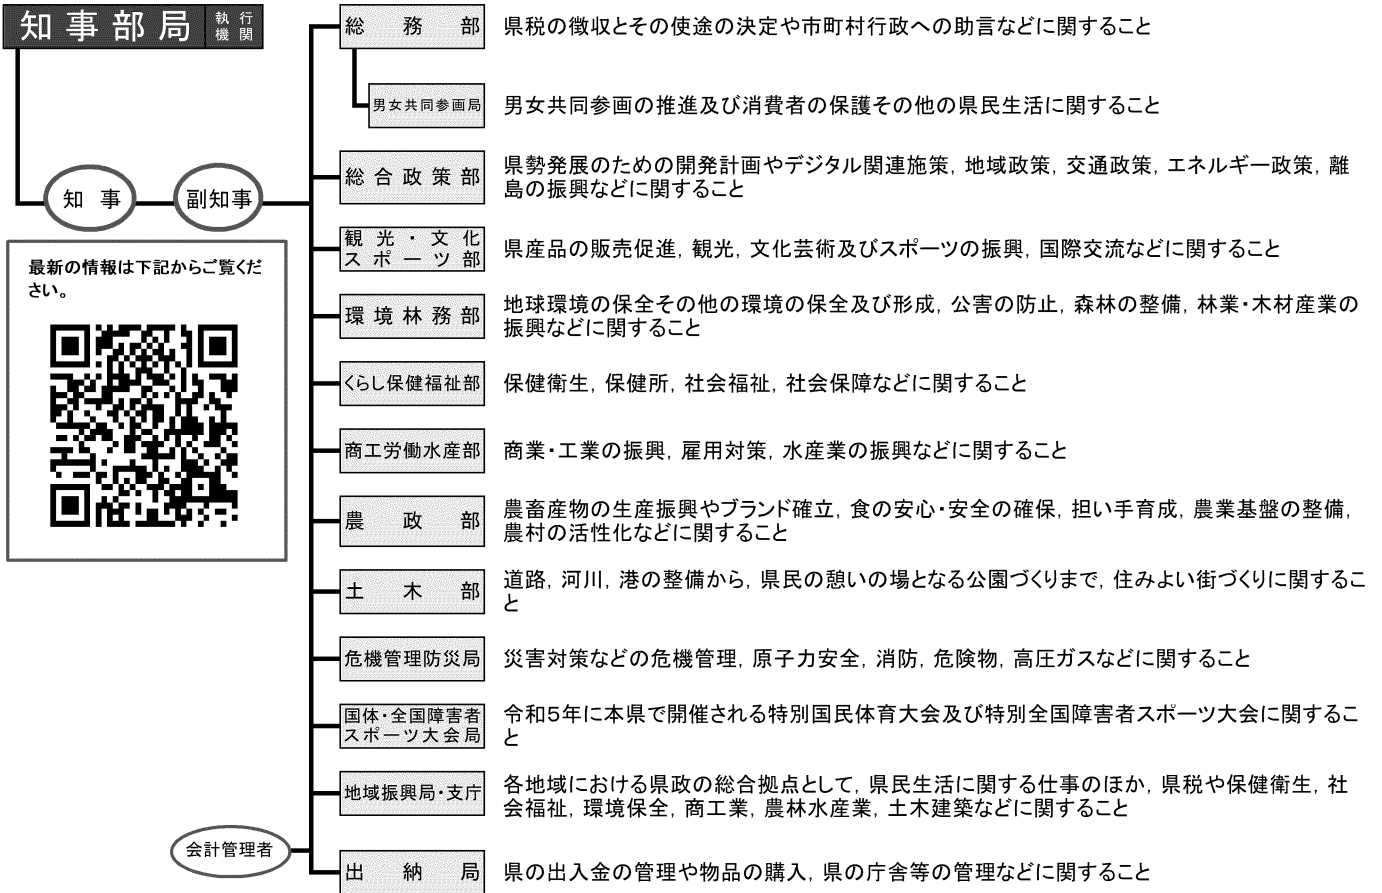 知事部局 執行機関
総務部 県税の徴収とその使途の決定や市町村行政への助言などに関すること
男女共同参画局 男女共同参画の推進及び消費者の保護その他の県民生活に関すること
総合政策部 県勢発展のための開発計画やデジタル関連施策, 地域政策, 交通政策, エネルギー政策, 離
島の振興などに関すること
知事 副知事
観光・文化
スポーツ部 県産品の販売促進, 観光, 文化芸術及びスポーツの振興, 国際交流などに関すること
最新の情報は下記からご覧くだ
さい。
環境林務部 地球環境の保全その他の環境の保全及び形成, 公害の防止, 森林の整備, 林業・木材産業の
振興などに関すること
くらし保健福祉部 保健衛生, 保健所, 社会福祉, 社会保障などに関すること
商工労働水産部 商業・工業の振興, 雇用対策, 水産業の振興などに関すること
農政部 農畜産物の生産振興やブランド確立, 食の安心・安全の確保, 担い手育成, 農業基盤の整備,
農村の活性化などに関すること
土木部 道路, 河川, 港の整備から, 県民の憩いの場となる公園づくりまで, 住みよい街づくりに関するこ
と
危機管理防災局 災害対策などの危機管理, 原子力安全, 消防, 危険物, 高圧ガスなどに関すること
国体・全国障害者
スポーツ大会局 令和5年に本県で開催される特別国民体育大会及び特別全国障害者スポーツ大会に関するこ
と
地域振興局・支庁 各地域における県政の総合拠点として, 県民生活に関する仕事のほか, 県税や保健衛生, 社
会福祉, 環境保全, 商工業, 農林水産業, 土木建築などに関すること
会計管理者
出納局 県の出入金の管理や物品の購入, 県の庁舎等の管理などに関すること